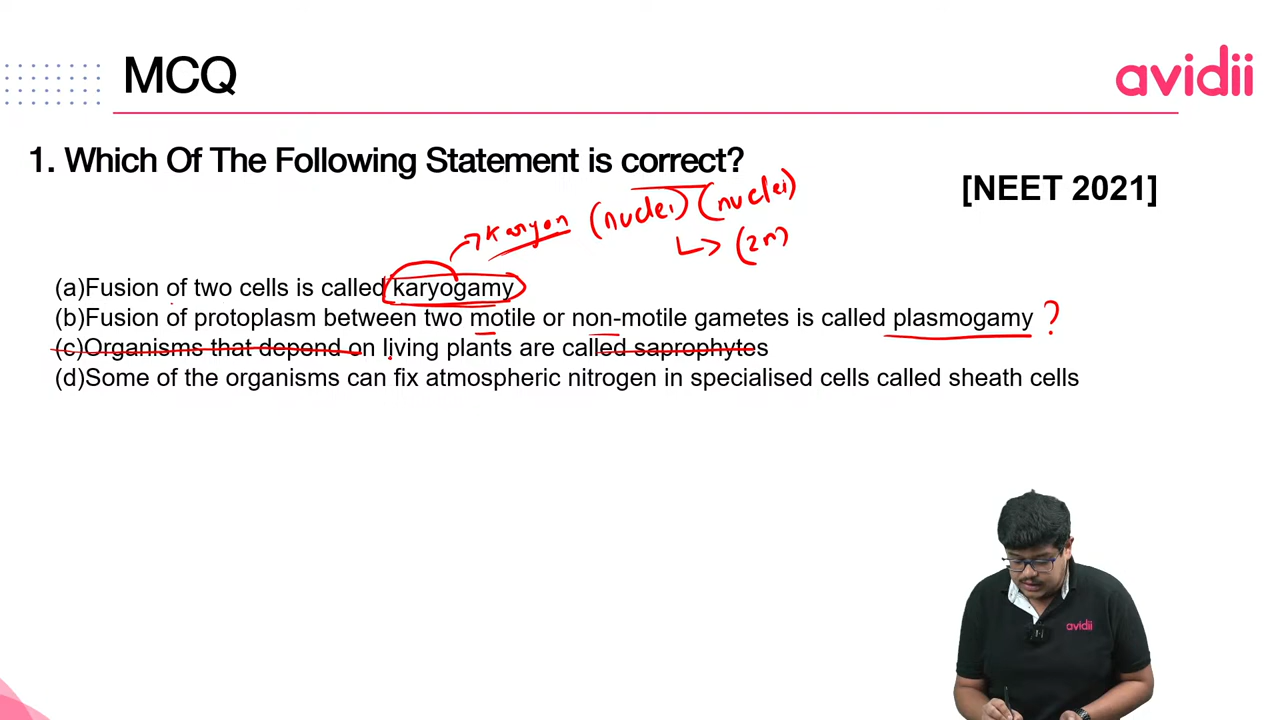 MCQ
avidii
1. Which Of The Following Statement is correct?
[NEET 2021]
Karyon (nuclei) (nuclei)
(2n)
(a)Fusion of two cells is called karyogamy
(b)Fusion of protoplasm between two motile or non-motile gametes is called plasmogamy ?
(c)Organisms that depend on living plants are called saprophytes
(d)Some of the organisms can fix atmospheric nitrogen in specialised cells called sheath cells
avidii